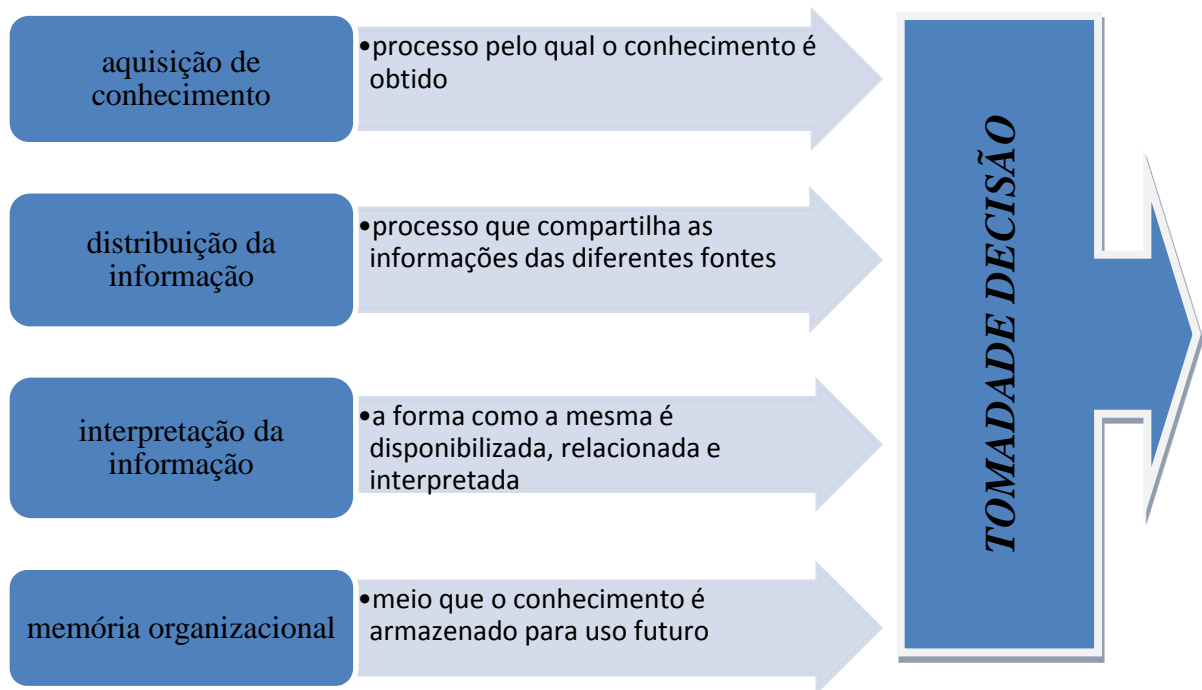 aquisição de
conhecimento
•processo pelo qual o conhecimento é
obtido
distribuição da
informação
•processo que compartilha as
informações das diferentes fontes
interpretação da
informação
•a forma como a mesma é
disponibilizada, relacionada e
interpretada
memória organizacional
•meio que o conhecimento é
armazenado para uso futuro
TOMADADE DECISÃO